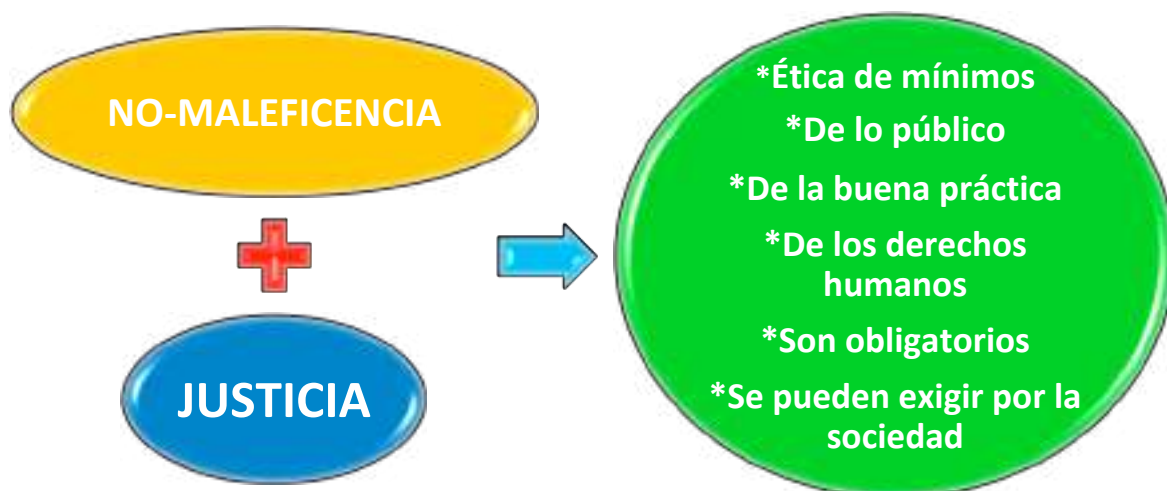 NO-MALEFICENCIA
JUSTICIA
*Ética de mínimos
*De lo público
*De la buena práctica
*De los derechos
humanos
*Son obligatorios
*Se pueden exigir por la
sociedad